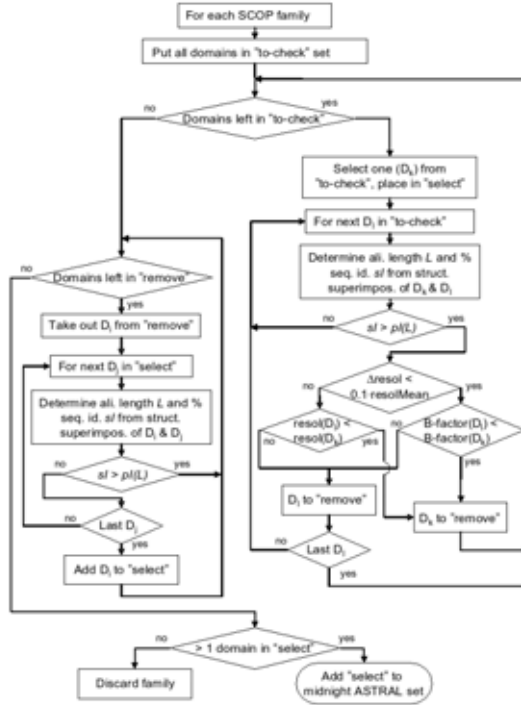 For each SCOP family
Put all domains in "to-check" set
no
yes
Domains left in "to-check"
Select one (Dk) from
"to-check", place in "select"
For next Di in "to-check"
Determine ali. length L and %
seq. id. sI from struct.
superimpos. of Dk & Di
no
sI > pI(L)
yes
Δresol <
0.1·resolMean
no
yes
resol(Di) <
resol(Dk)
yes
no
B-factor(Di) <
B-factor(Dk)
no
yes
Di to "remove"
Dk to "remove"
no
Last Di
yes
no
Domains left in "remove"
yes
Take out Di from "remove"
For next Dj in "select"
Determine ali. length L and %
seq. id. sI from struct.
superimpos. of Di & Dj
no
sI > pI(L)
yes
no
Last Dj
yes
Add Di to "select"
no
> 1 domain in "select"
yes
Discard family
Add "select" to
midnight ASTRAL set